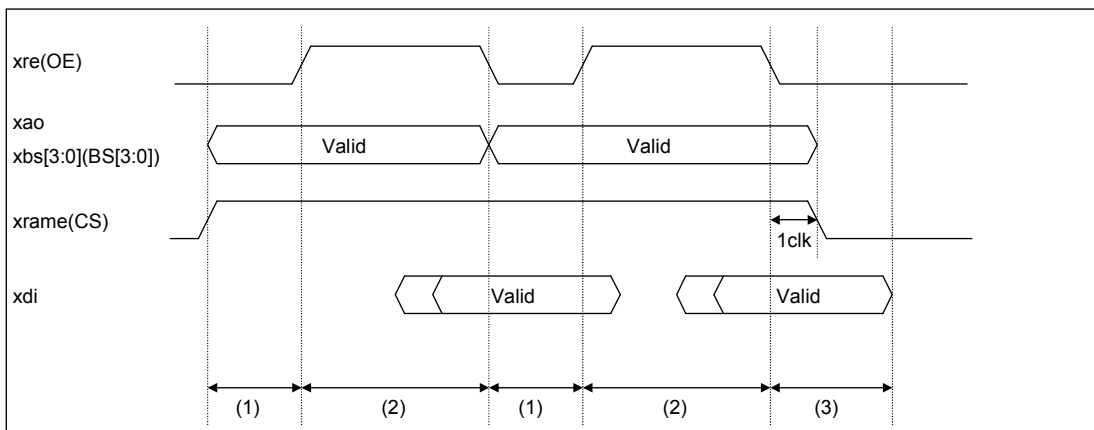 xre(OE)
xao
xbs[3:0](BS[3:0])
Valid
Valid
xrame(CS)
1clk
xdi
Valid
Valid
(1)
(2)
(1)
(2)
(3)